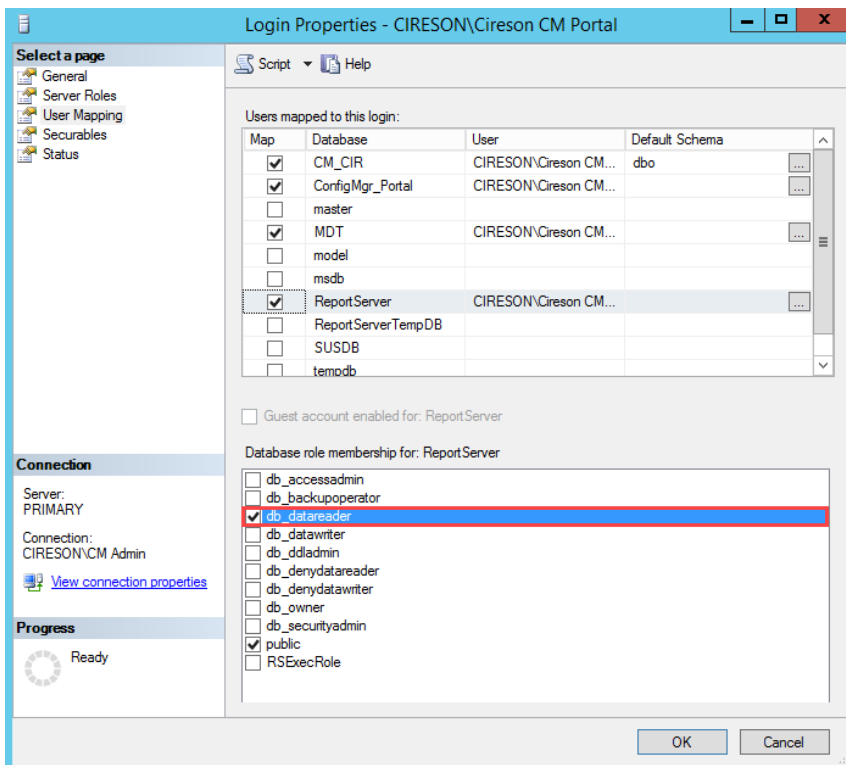 Login Properties - CIRESON\Cireson CM Portal
Select a page
General
Server Roles
User Mapping
Securables
Status
Script Help
Users mapped to this login:
Map Database User Default Schema
CM_CIR CIRESON\Cireson CM... dbo ...
ConfigMgr_Portal CIRESON\Cireson CM... ...
master
MDT CIRESON\Cireson CM... ...
model
msdb
ReportServer CIRESON\Cireson CM... ...
ReportServerTempDB
SUSDB
tempdb
Guest account enabled for: ReportServer
Database role membership for: ReportServer
db_accessadmin
db_backupoperator
db_datareader
db_datawriter
db_ddladmin
db_denydatareader
db_denydatawriter
db_owner
db_securityadmin
public
RSExecRole
Connection
Server:
PRIMARY
Connection:
CIRESON\CM Admin
View connection properties
Progress
Ready
OK Cancel